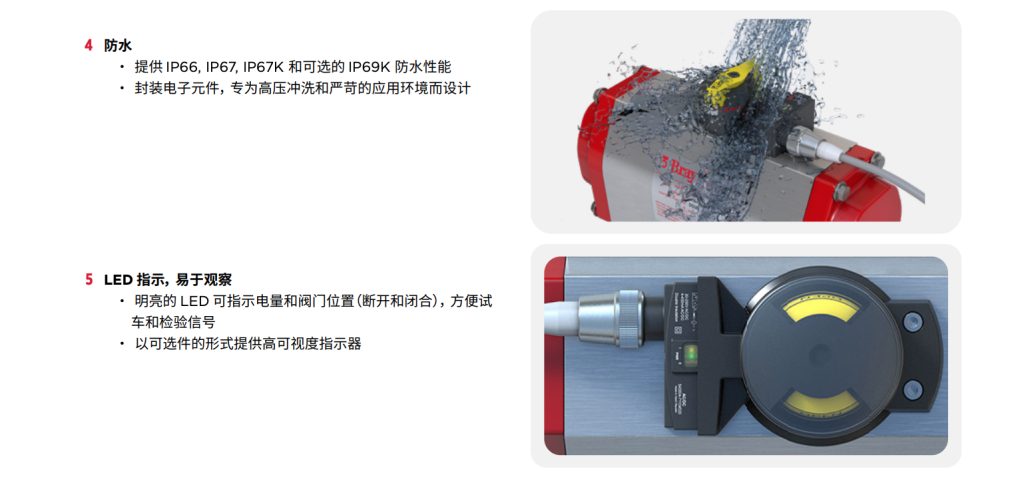 4 防水
• 提供 IP66, IP67, IP67K 和可选的 IP69K 防水性能
• 封装电子元件，专为高压冲洗和严苛的应用环境而设计
Bray
5 LED 指示，易于观察
• 明亮的 LED 可指示电量和阀门位置（断开和闭合），方便试
车和检验信号
• 以可选件的形式提供高可视度指示器